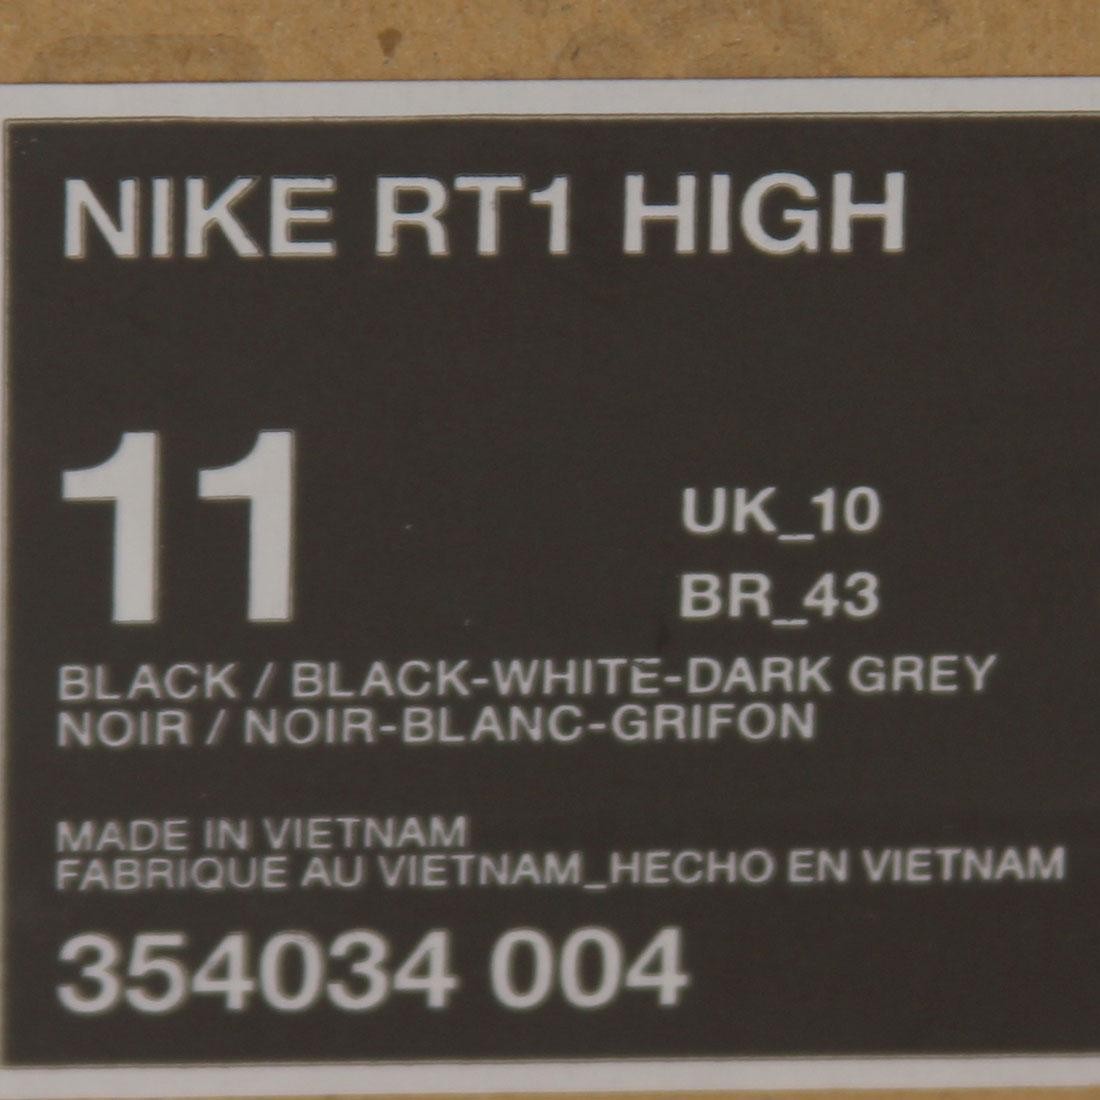 NIKE RT1 HIGH
11
UK_10
BR_43
BLACK / BLACK-WHITE-DARK GREY
NOIR / NOIR-BLANC-GRIFON
MADE IN VIETNAM
FABRIQUE AU VIETNAM_HECHO EN VIETNAM
354034 004